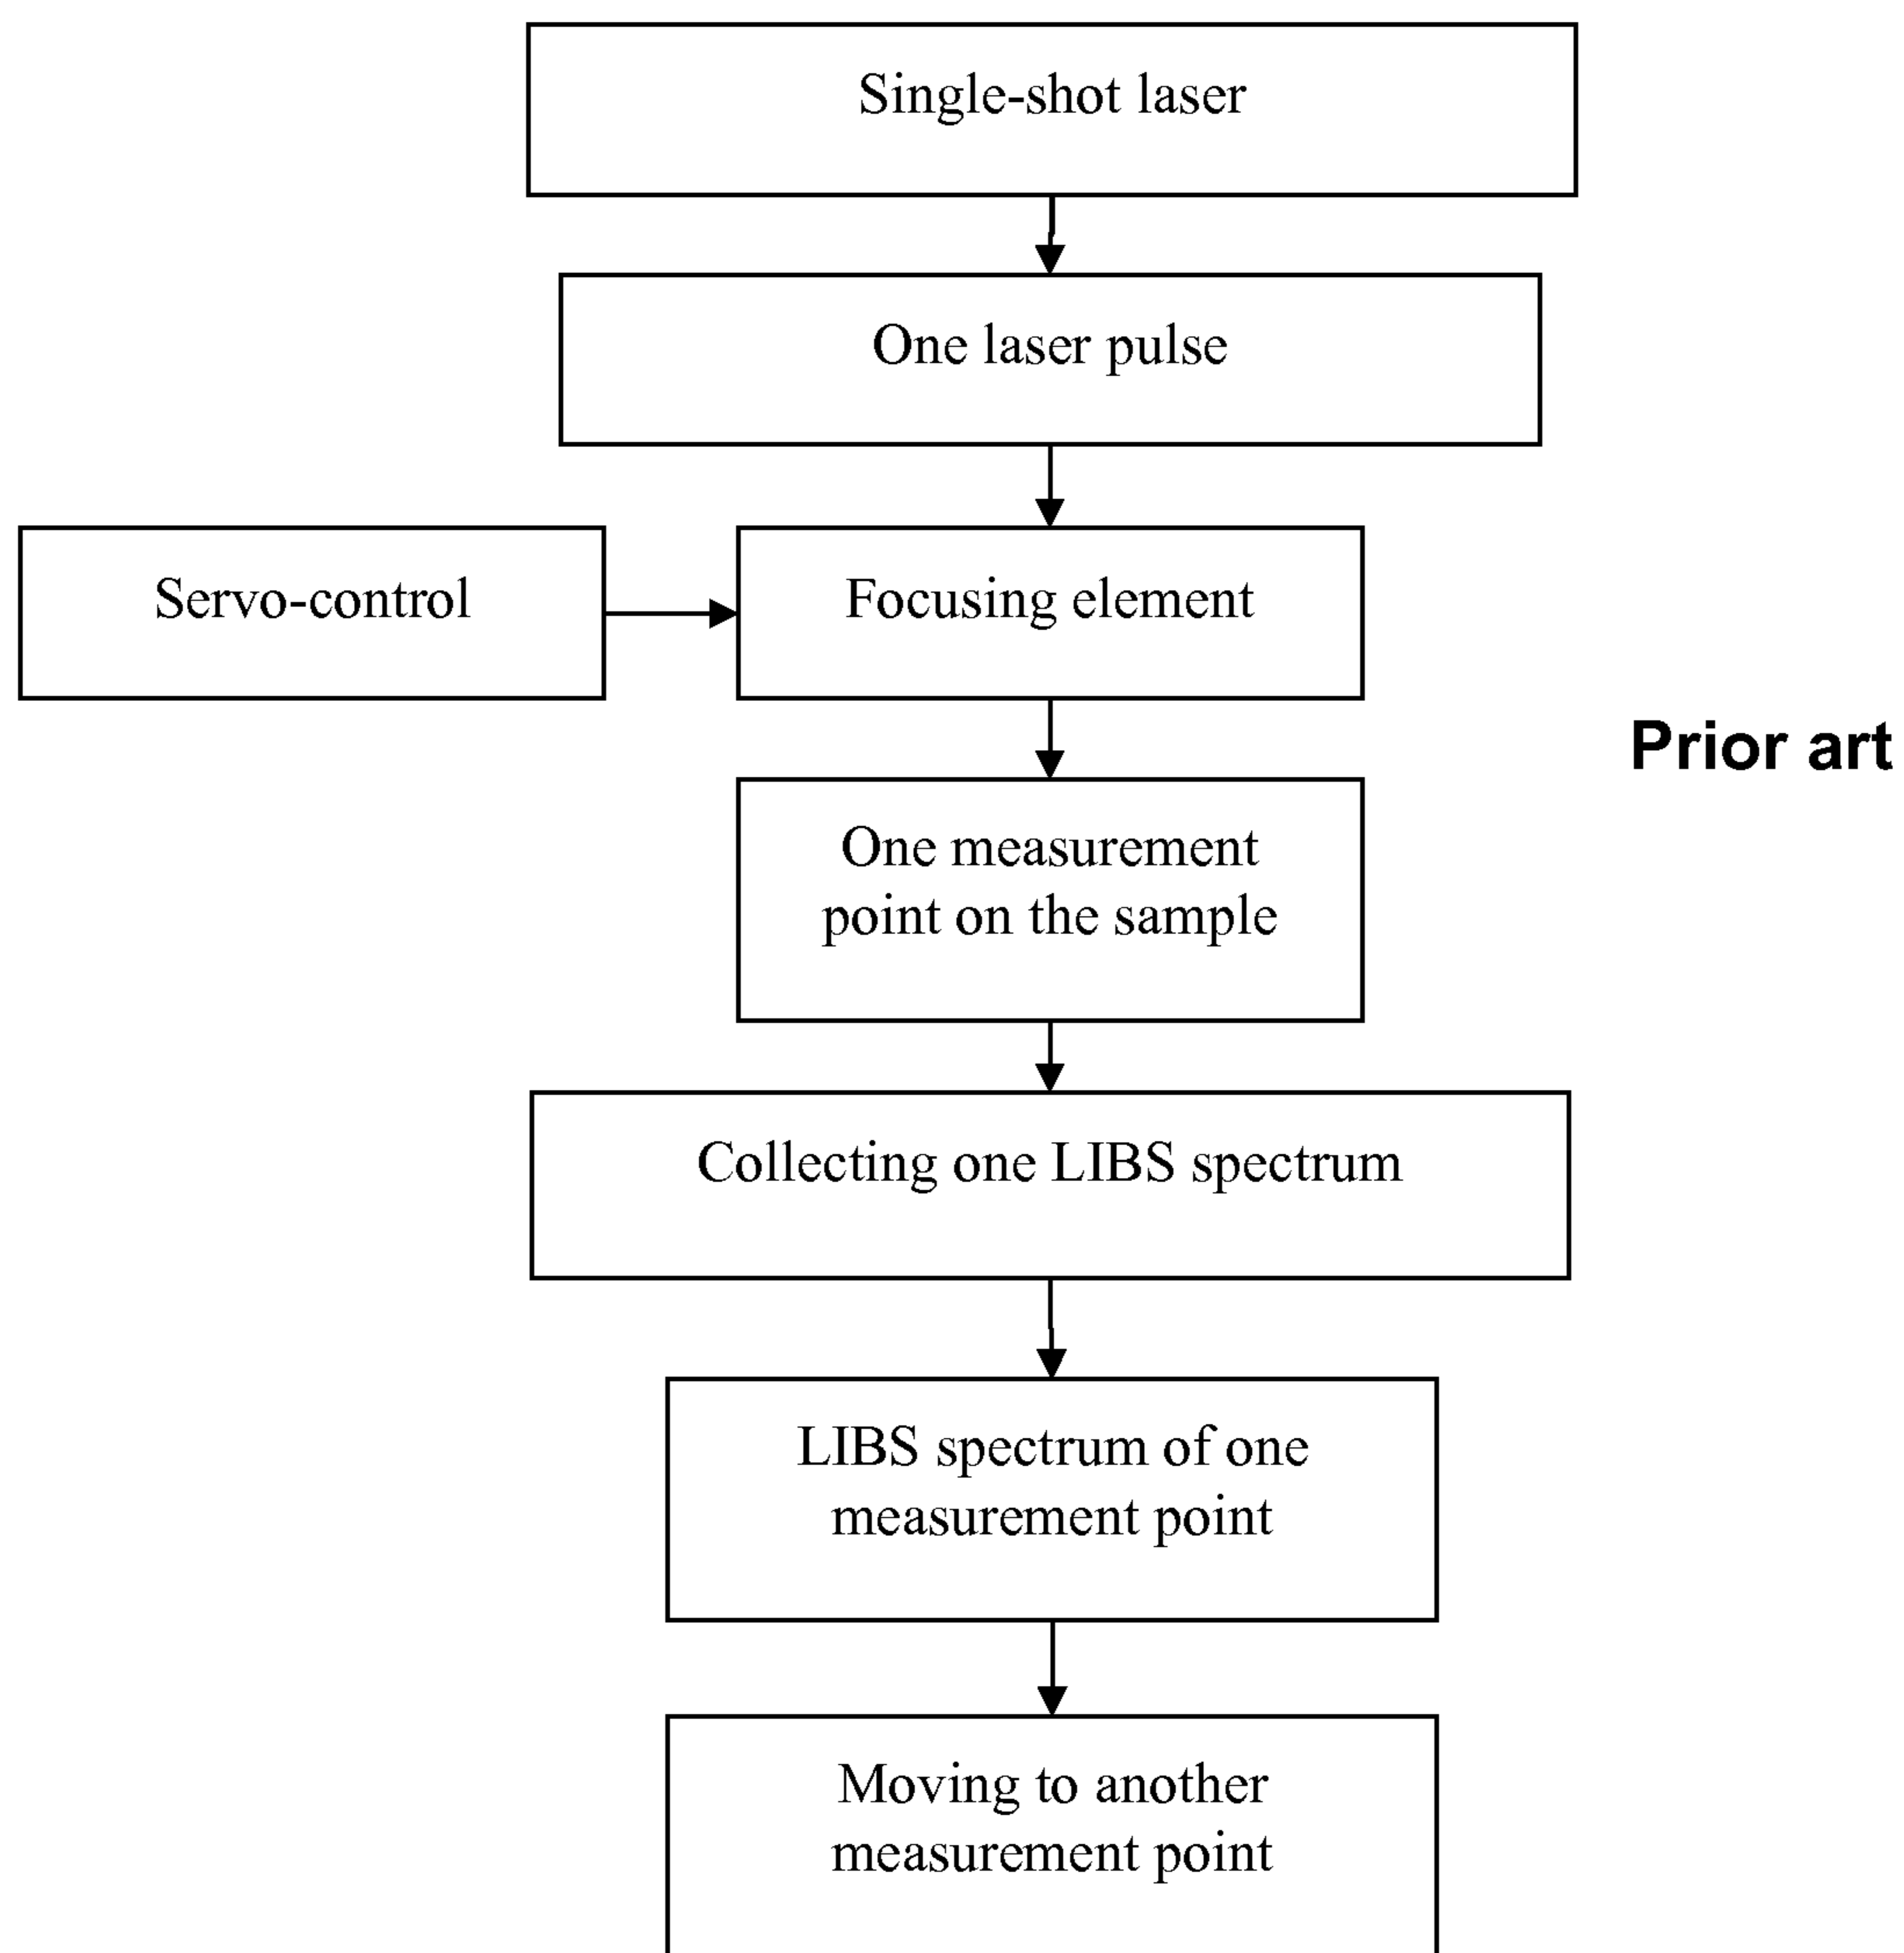 Single-shot laser
One laser pulse
Servo-control
Focusing element
Prior art
One measurement
point on the sample
Collecting one LIBS spectrum
LIBS spectrum of one
measurement point
Moving to another
measurement point